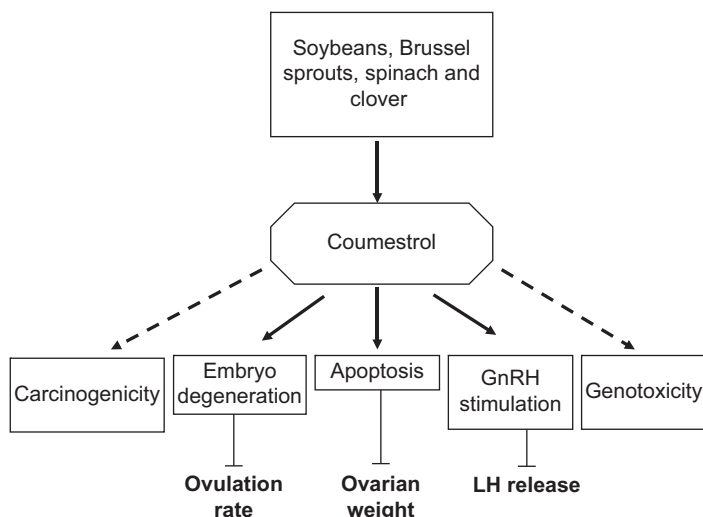 Soybeans, Brussel
sprouts, spinach and
clover
Coumestrol
Carcinogenicity
Embryo
degeneration
Apoptosis
GnRH
stimulation
Genotoxicity
Ovulation
rate
Ovarian
weight
LH release